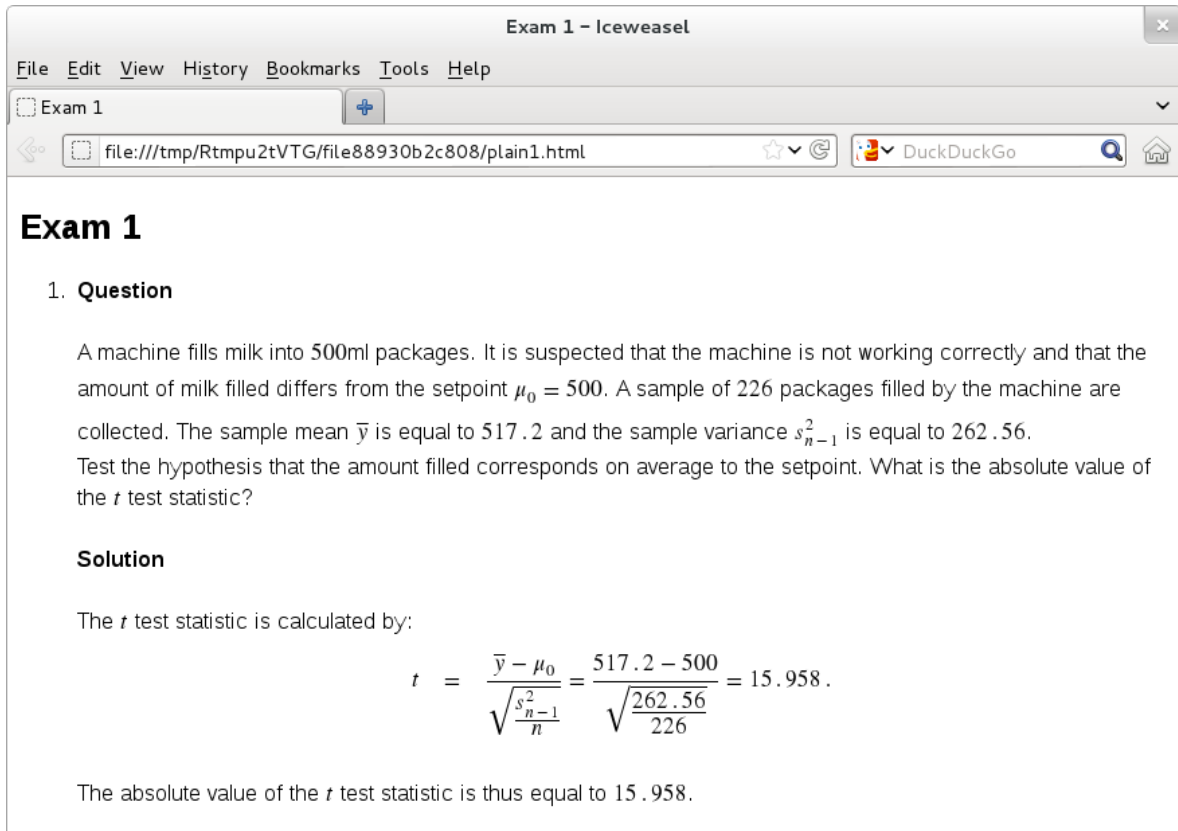 Exam 1 – Iceweasel
File Edit View History Bookmarks Tools Help
Exam 1
file:///tmp/Rtmpu2tVTG/file88930b2c808/plain1.html DuckDuckGo
Exam 1
1. Question
A machine fills milk into 500ml packages. It is suspected that the machine is not working correctly and that the
amount of milk filled differs from the setpoint μ₀ = 500. A sample of 226 packages filled by the machine are
collected. The sample mean y̅ is equal to 517.2 and the sample variance s²ₙ₋₁ is equal to 262.56.
Test the hypothesis that the amount filled corresponds on average to the setpoint. What is the absolute value of
the t test statistic?
Solution
The t test statistic is calculated by:
t = (y̅ − μ₀) / √(s²ₙ₋₁ / n) = (517.2 − 500) / √(262.56 / 226) = 15.958.
The absolute value of the t test statistic is thus equal to 15.958.